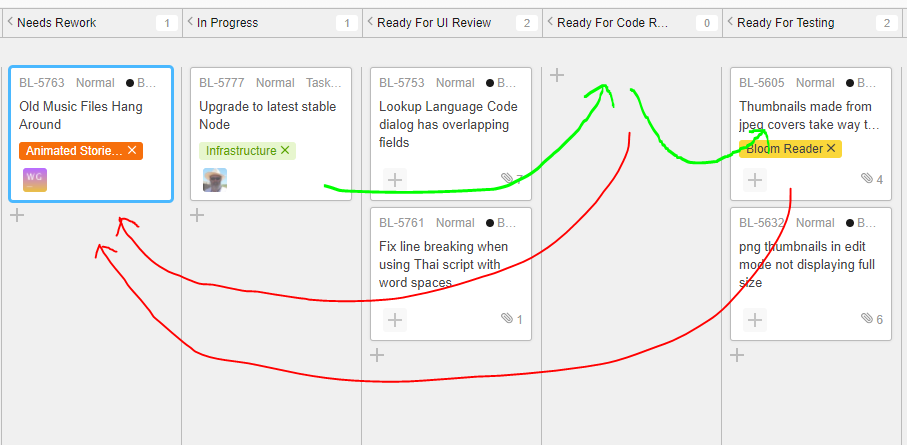 Needs Rework 1
In Progress 1
Ready For UI Review 2
Ready For Code R... 0
Ready For Testing 2
BL-5763 Normal B...
Old Music Files Hang
Around
Animated Storie... ✕
WG
BL-5777 Normal Task...
Upgrade to latest stable
Node
Infrastructure ✕
BL-5753 Normal B...
Lookup Language Code
dialog has overlapping
fields
7
BL-5761 Normal B...
Fix line breaking when
using Thai script with
word spaces
1
BL-5605 Normal B...
Thumbnails made from
jpeg covers take way t...
Bloom Reader ✕
4
BL-5632 Normal B...
png thumbnails in edit
mode not displaying full
size
6